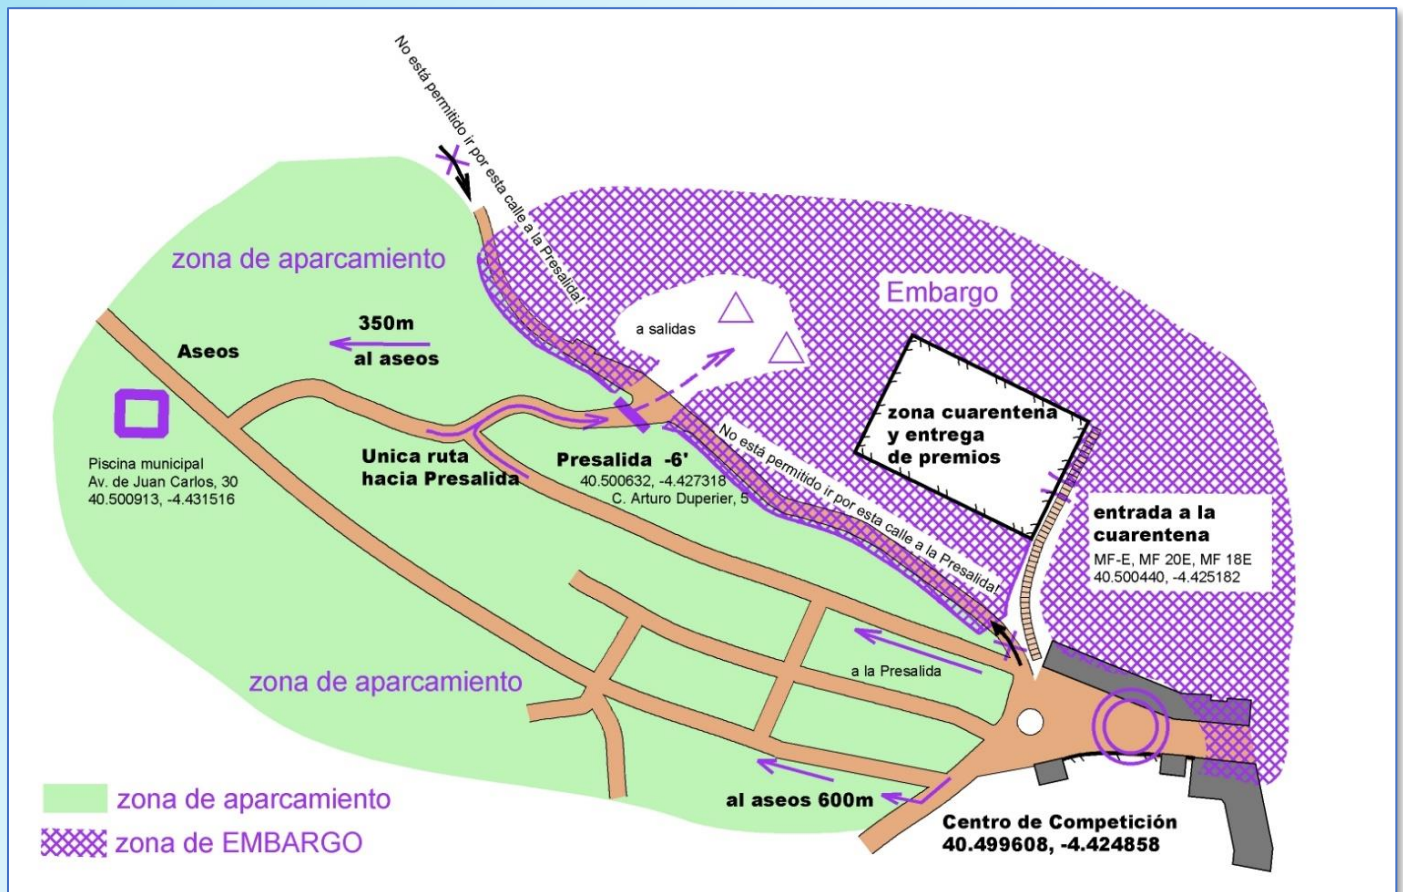 No está permitido ir por esta calle a la Presalida!
zona de aparcamiento
Embargo
350m
al aseos
a salidas
Aseos
zona cuarentena
y entrega
de premios
Piscina municipal
Av. de Juan Carlos, 30
40.500913, -4.431516
Unica ruta
hacia Presalida
Presalida -6'
40.500632, -4.427318
C. Arturo Duperier, 5
No está permitido ir por esta calle a la Presalida!
entrada a la
cuarentena
MF-E, MF 20E, MF 18E
40.500440, -4.425182
a la Presalida
zona de aparcamiento
al aseos 600m
Centro de Competición
40.499608, -4.424858
zona de aparcamiento
zona de EMBARGO